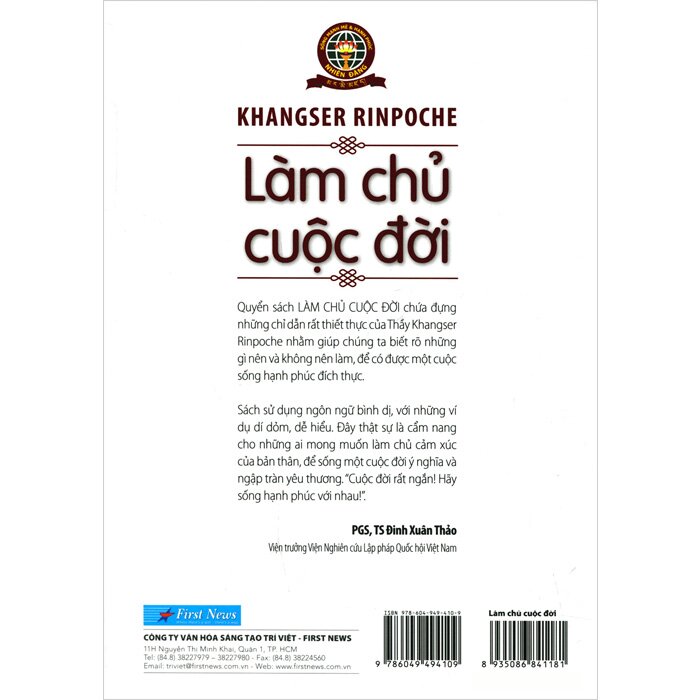 SỐNG MẠNH MẼ & HẠNH PHÚC
NHIÊN ĐĂNG
KHANGSER RINPOCHE
Làm chủ
cuộc đời
Quyển sách LÀM CHỦ CUỘC ĐỜI chứa đựng
những chỉ dẫn rất thiết thực của Thầy Khangser
Rinpoche nhằm giúp chúng ta biết rõ những
gì nên và không nên làm, để có được một cuộc
sống hạnh phúc đích thực.
Sách sử dụng ngôn ngữ bình dị, với những ví
dụ dí dỏm, dễ hiểu. Đây thật sự là cẩm nang
cho những ai mong muốn làm chủ cảm xúc
của bản thân, để sống một cuộc đời ý nghĩa và
ngập tràn yêu thương. “Cuộc đời rất ngắn! Hãy
sống hạnh phúc với nhau!”.
PGS, TS Đinh Xuân Thảo
Viện trưởng Viện Nghiên cứu Lập pháp Quốc hội Việt Nam
First News
CÔNG TY VĂN HÓA SÁNG TẠO TRÍ VIỆT - FIRST NEWS
11H Nguyễn Thị Minh Khai, Quận 1, TP. HCM
Tel: (84.8) 38227979 – 38227980 - Fax: (84.8) 38224560
Email: triviet@firstnews.com.vn - Web: www.firstnews.com.vn
ISBN 978-604-949-410-9
9 786049 494109
Làm chủ cuộc đời
8 935086 841181